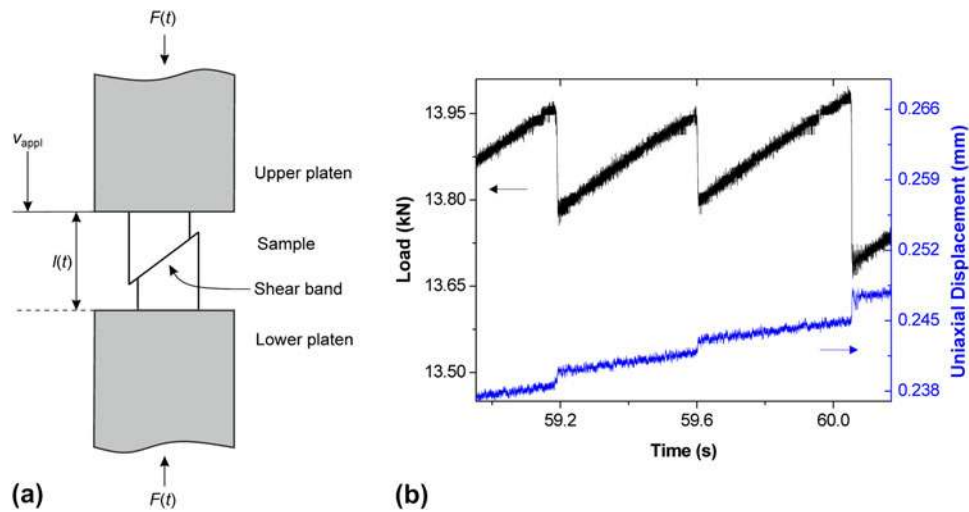 F(t)
v_appl
Upper platen
l(t)
Sample
Shear band
Lower platen
F(t)
(a)
Load (kN)
13.95
13.80
13.65
13.50
59.2 59.6 60.0
Time (s)
0.266
0.259
0.252
0.245
0.238
Uniaxial Displacement (mm)
(b)